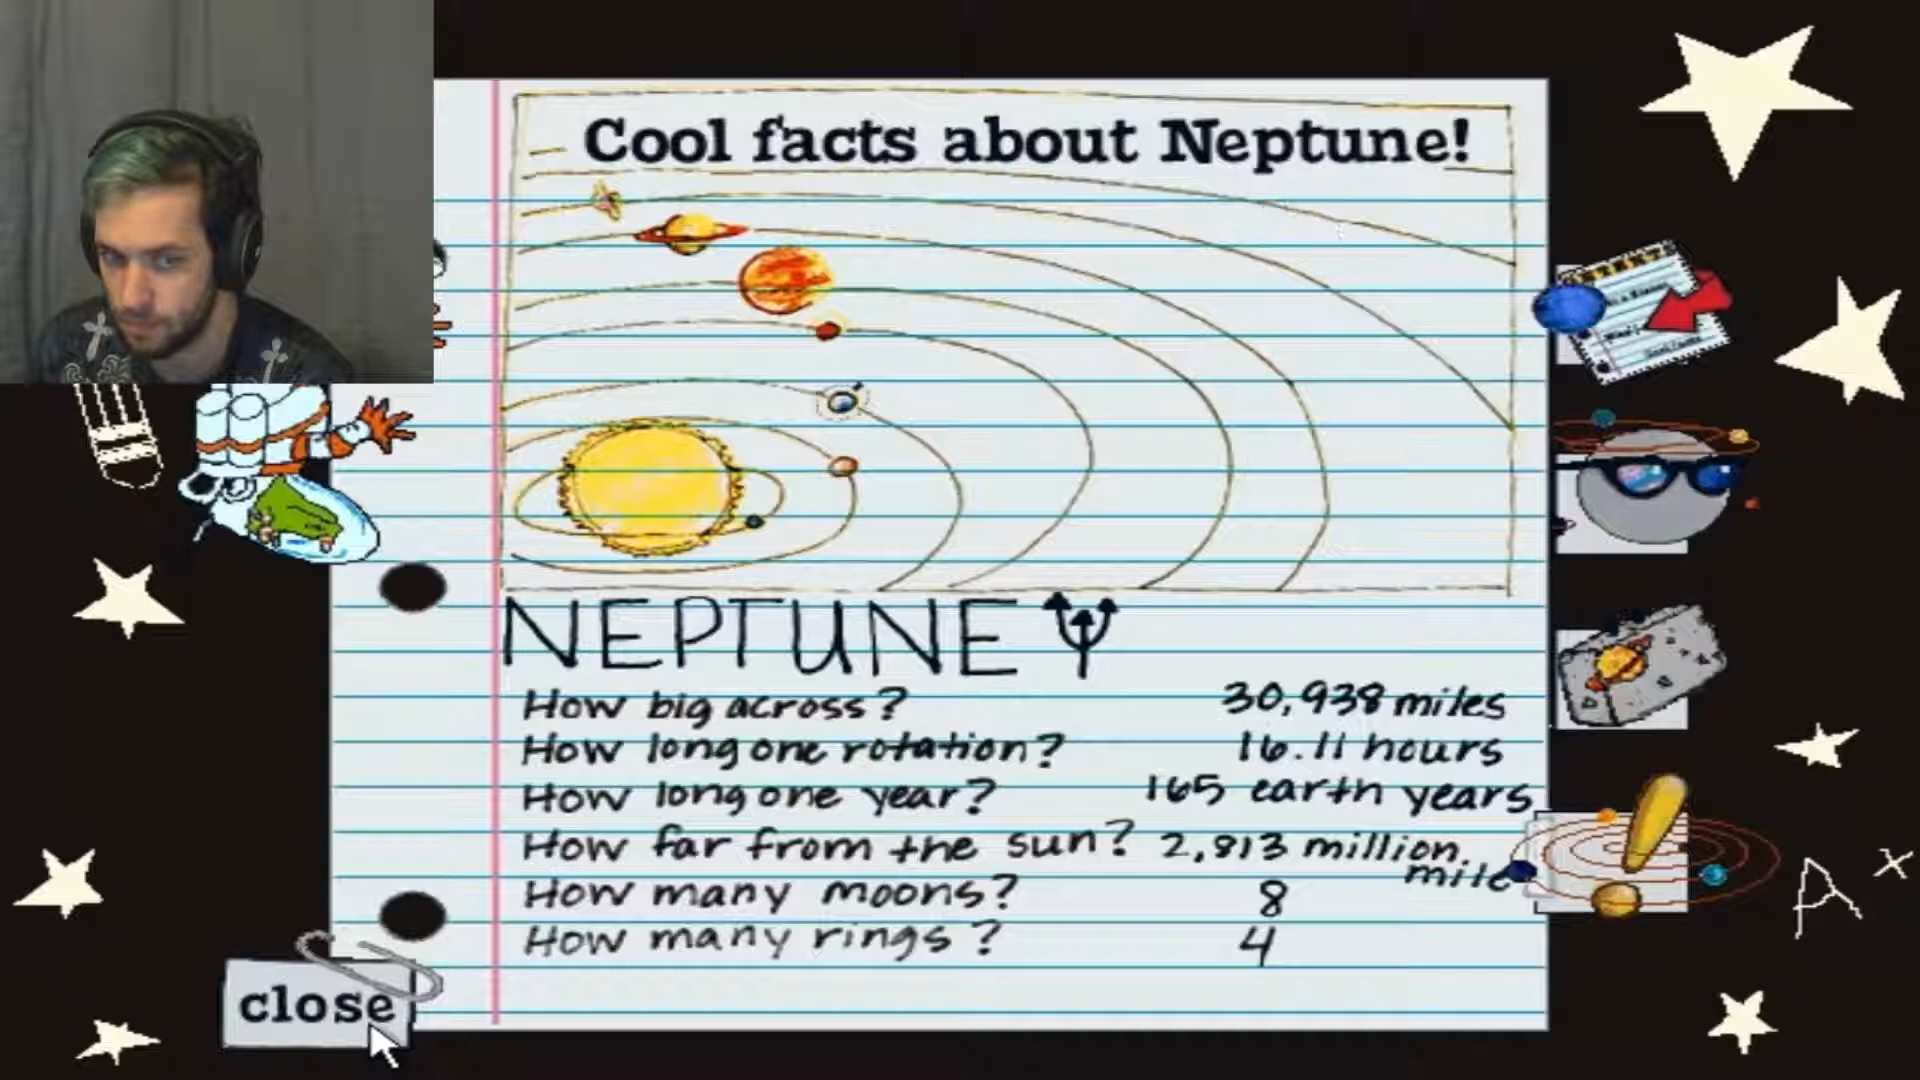 Cool facts about Neptune!
NEPTUNE
How big across? 30,938 miles
How long one rotation? 16.11 hours
How long one year? 165 earth years
How far from the sun? 2,813 million
mile
How many moons? 8
How many rings? 4
close
A x